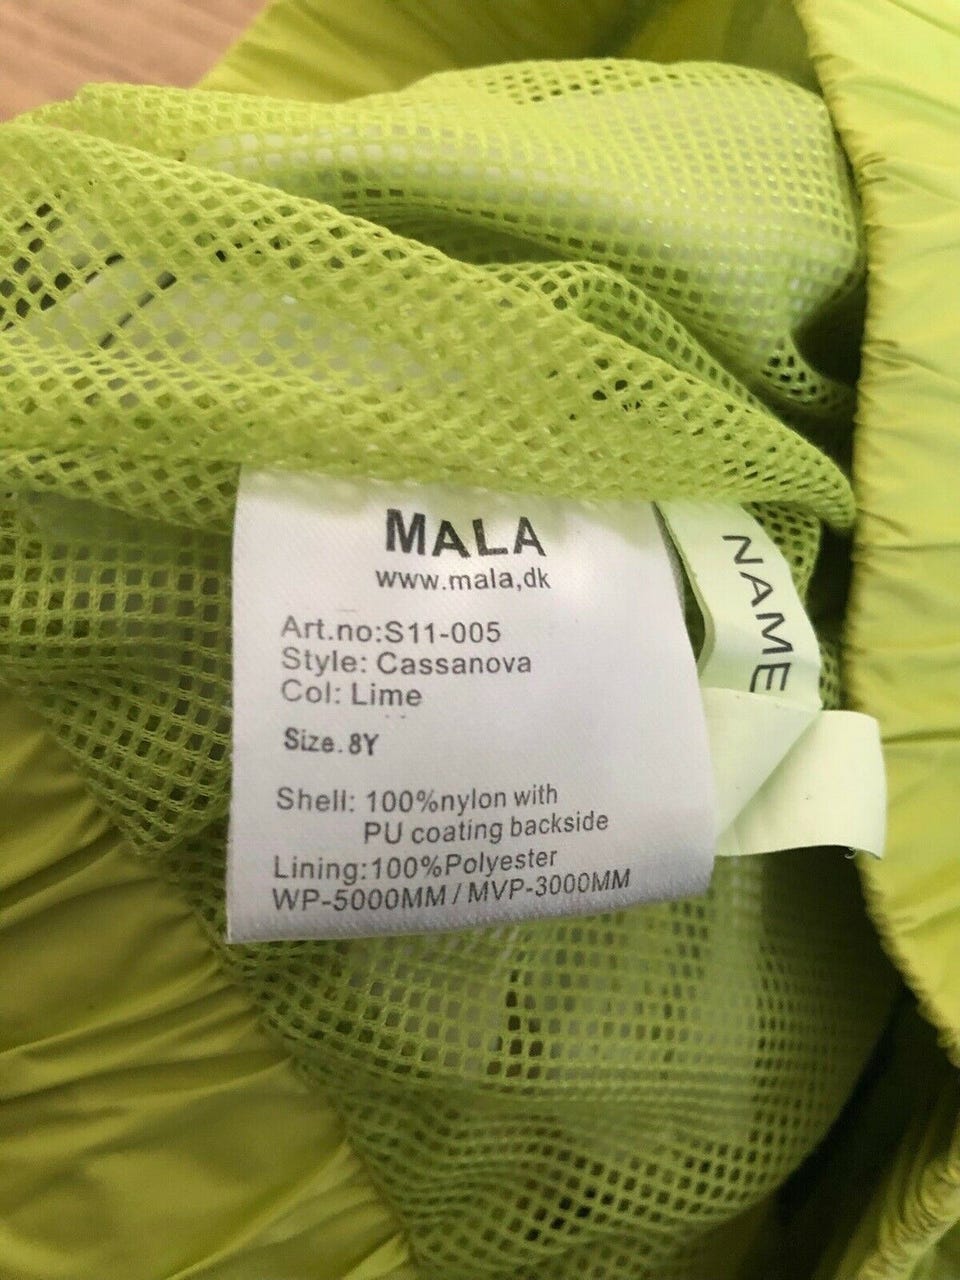 MALA
www.mala,dk
Art.no:S11-005
Style: Cassanova
Col: Lime
Size. 8Y
Shell: 100%nylon with
PU coating backside
Lining:100%Polyester
WP-5000MM / MVP-3000MM
NAME